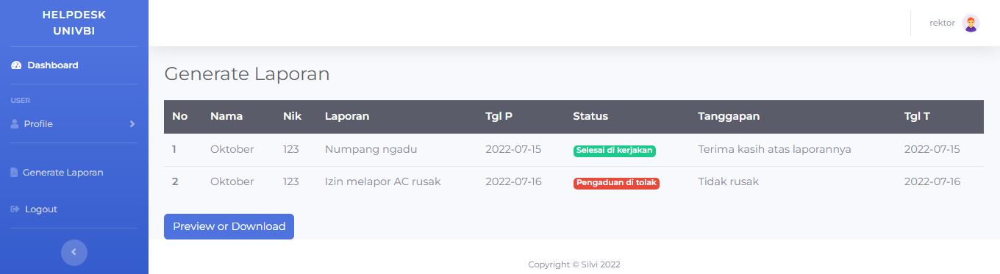 HELPDESK
UNIVBI
Dashboard
USER
Profile
Generate Laporan
Logout
rektor
Generate Laporan
No Nama Nik Laporan Tgl P Status Tanggapan Tgl T
1 Oktober 123 Numpang ngadu 2022-07-15 Selesai di kerjakan Terima kasih atas laporannya 2022-07-15
2 Oktober 123 Izin melapor AC rusak 2022-07-16 Pengaduan di tolak Tidak rusak 2022-07-16
Preview or Download
Copyright © Silvi 2022